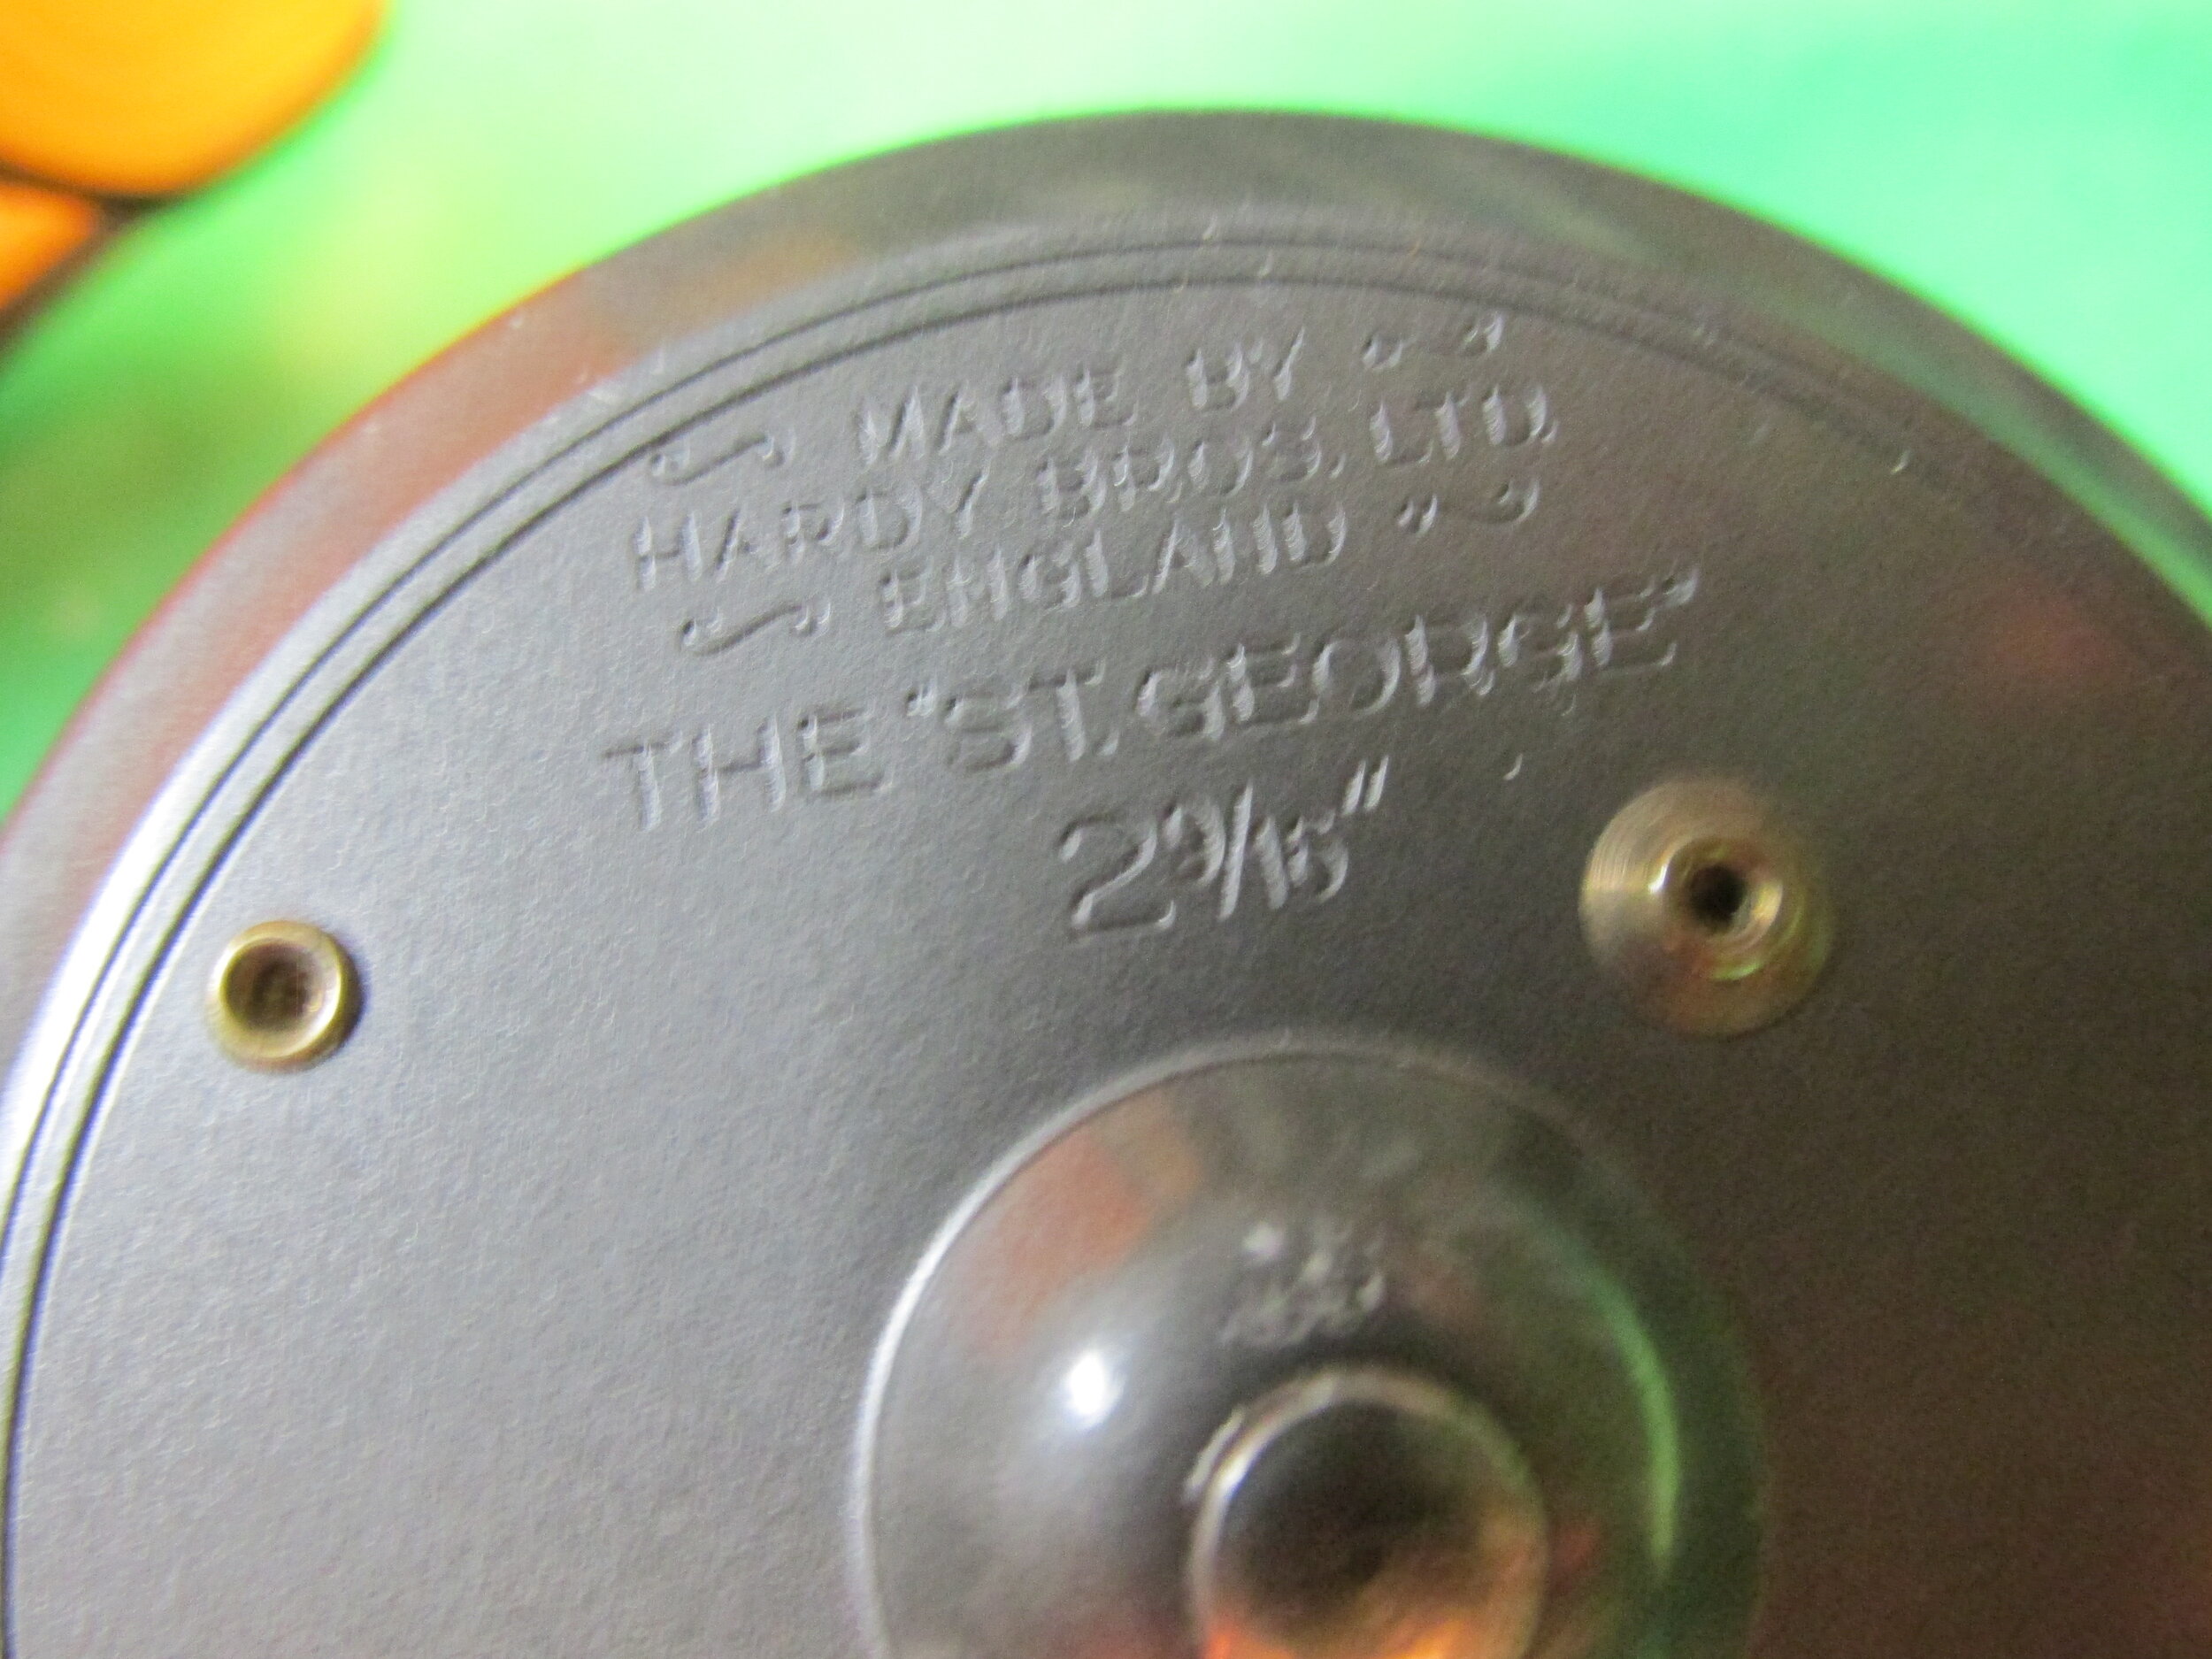 MADE BY
HARDY BROS. LTD.
ENGLAND
THE "ST. GEORGE"
2 9/16"